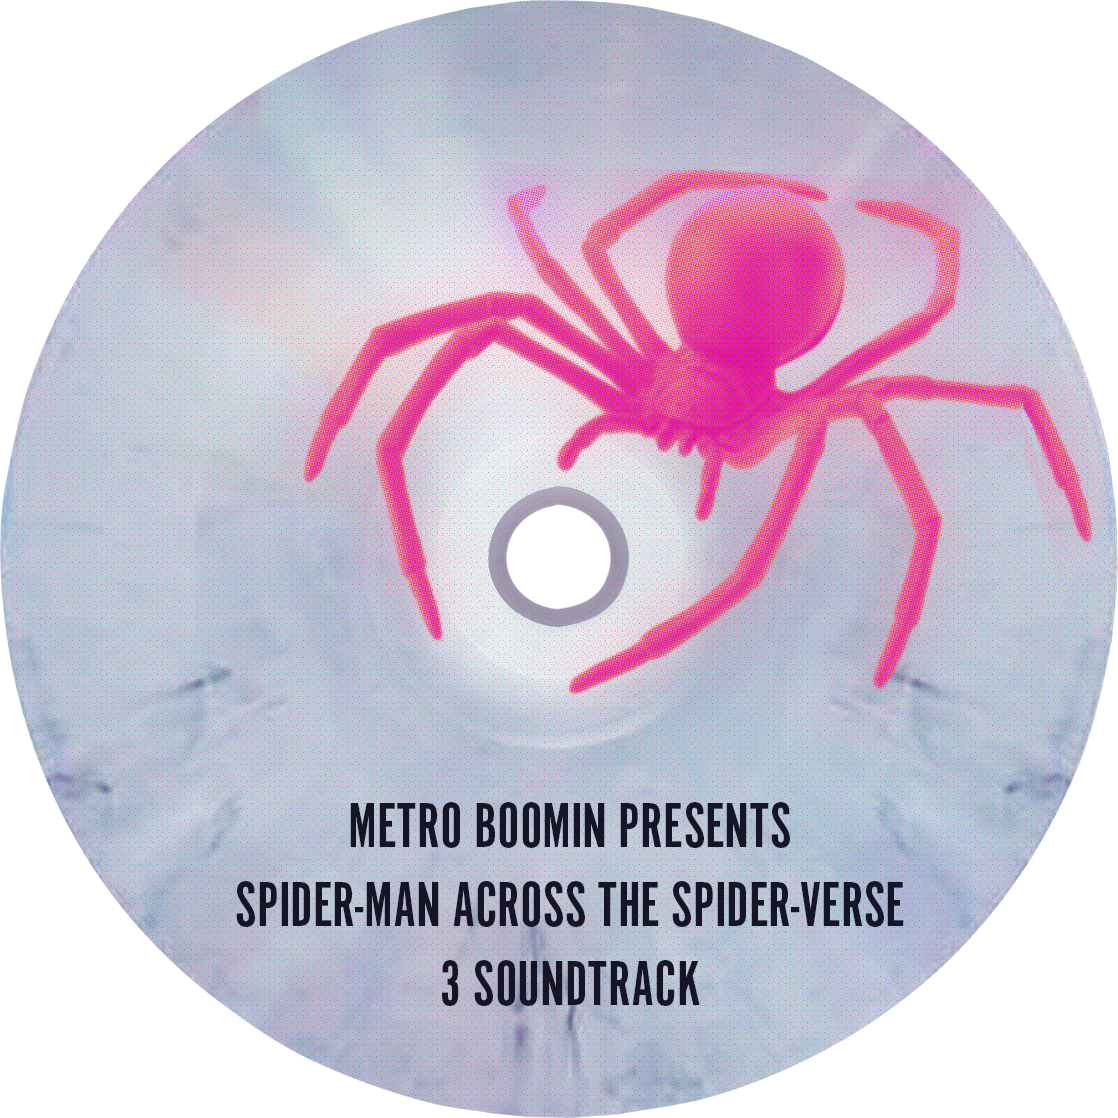 METRO BOOMIN PRESENTS
SPIDER-MAN ACROSS THE SPIDER-VERSE
3 SOUNDTRACK